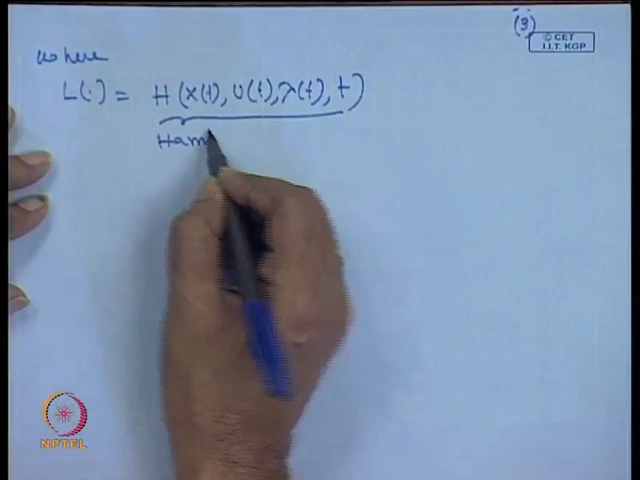 (3)
© CET
I.I.T. KGP
where
L(·) = H (x(t), u(t), λ(t), t)
Ham
NPTEL